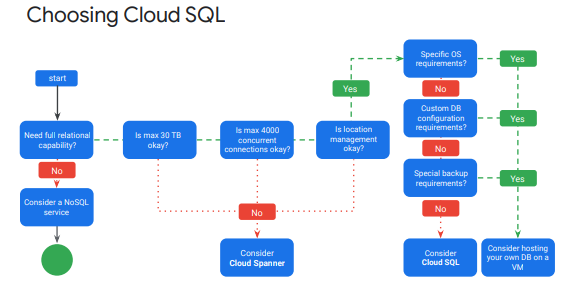 Choosing Cloud SQL
start
Need full relational
capability?
No
Consider a NoSQL
service
Is max 30 TB
okay?
Is max 4000
concurrent
connections okay?
Is location
management
okay?
No
Consider
Cloud Spanner
Yes
Specific OS
requirements?
Yes
No
Custom DB
configuration
requirements?
Yes
No
Special backup
requirements?
Yes
No
Consider
Cloud SQL
Consider hosting
your own DB on a
VM